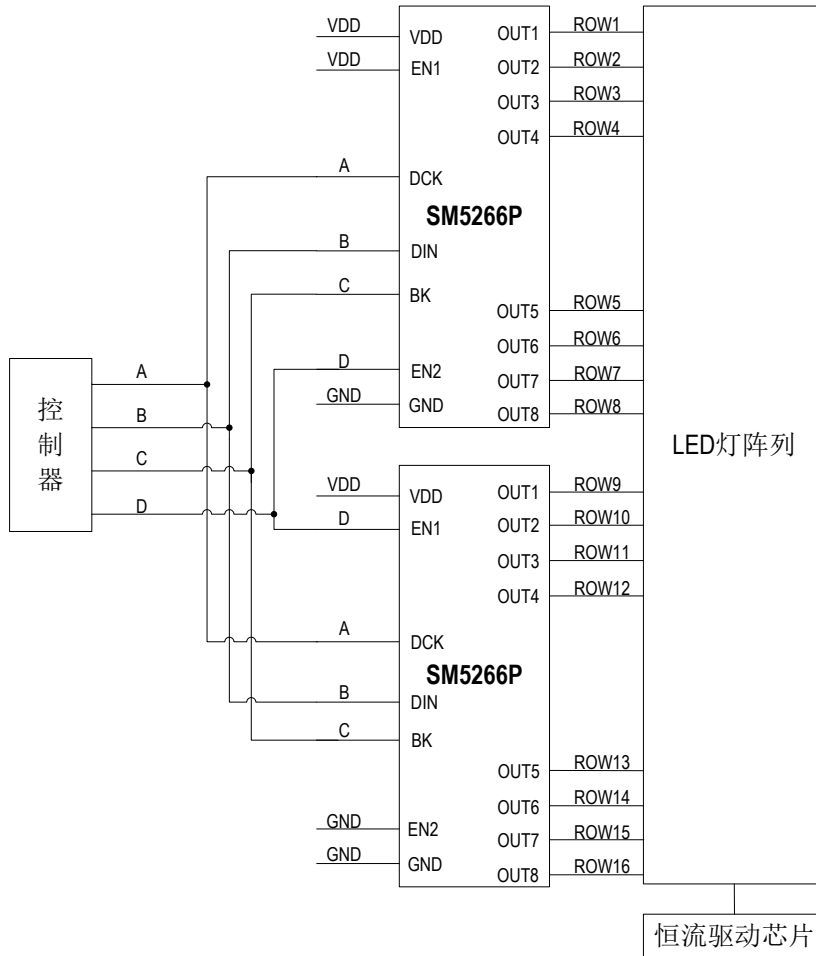 VDD
VDD
A
B
C
D
GND
VDD
EN1
DCK
SM5266P
DIN
BK
EN2
GND
OUT1
OUT2
OUT3
OUT4
OUT5
OUT6
OUT7
OUT8
ROW1
ROW2
ROW3
ROW4
ROW5
ROW6
ROW7
ROW8
控制器
A
B
C
D
LED灯阵列
VDD
D
A
B
C
GND
GND
VDD
EN1
DCK
SM5266P
DIN
BK
EN2
GND
OUT1
OUT2
OUT3
OUT4
OUT5
OUT6
OUT7
OUT8
ROW9
ROW10
ROW11
ROW12
ROW13
ROW14
ROW15
ROW16
恒流驱动芯片